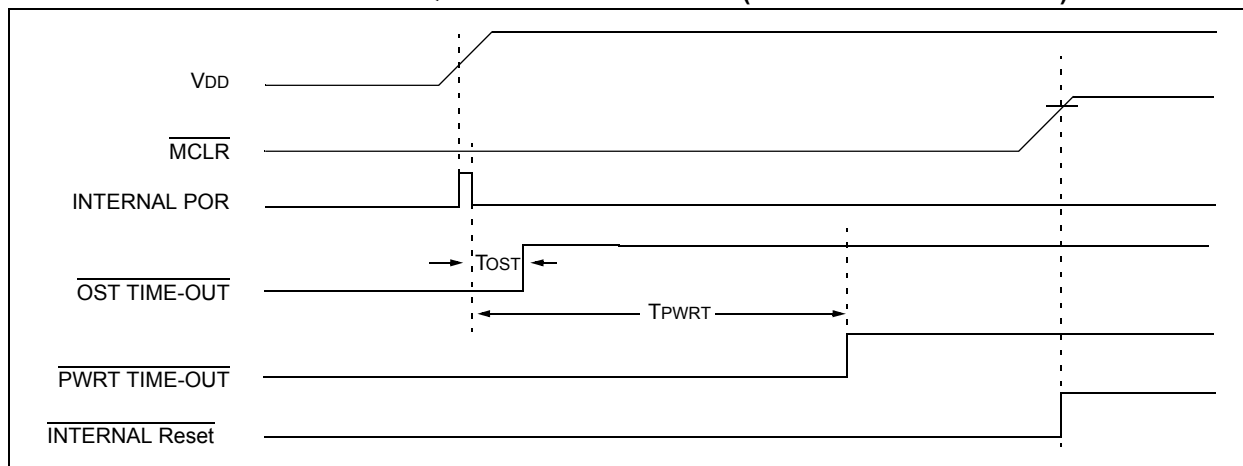 VDD
MCLR
INTERNAL POR
TOST
OST TIME-OUT
TPWRT
PWRT TIME-OUT
INTERNAL Reset